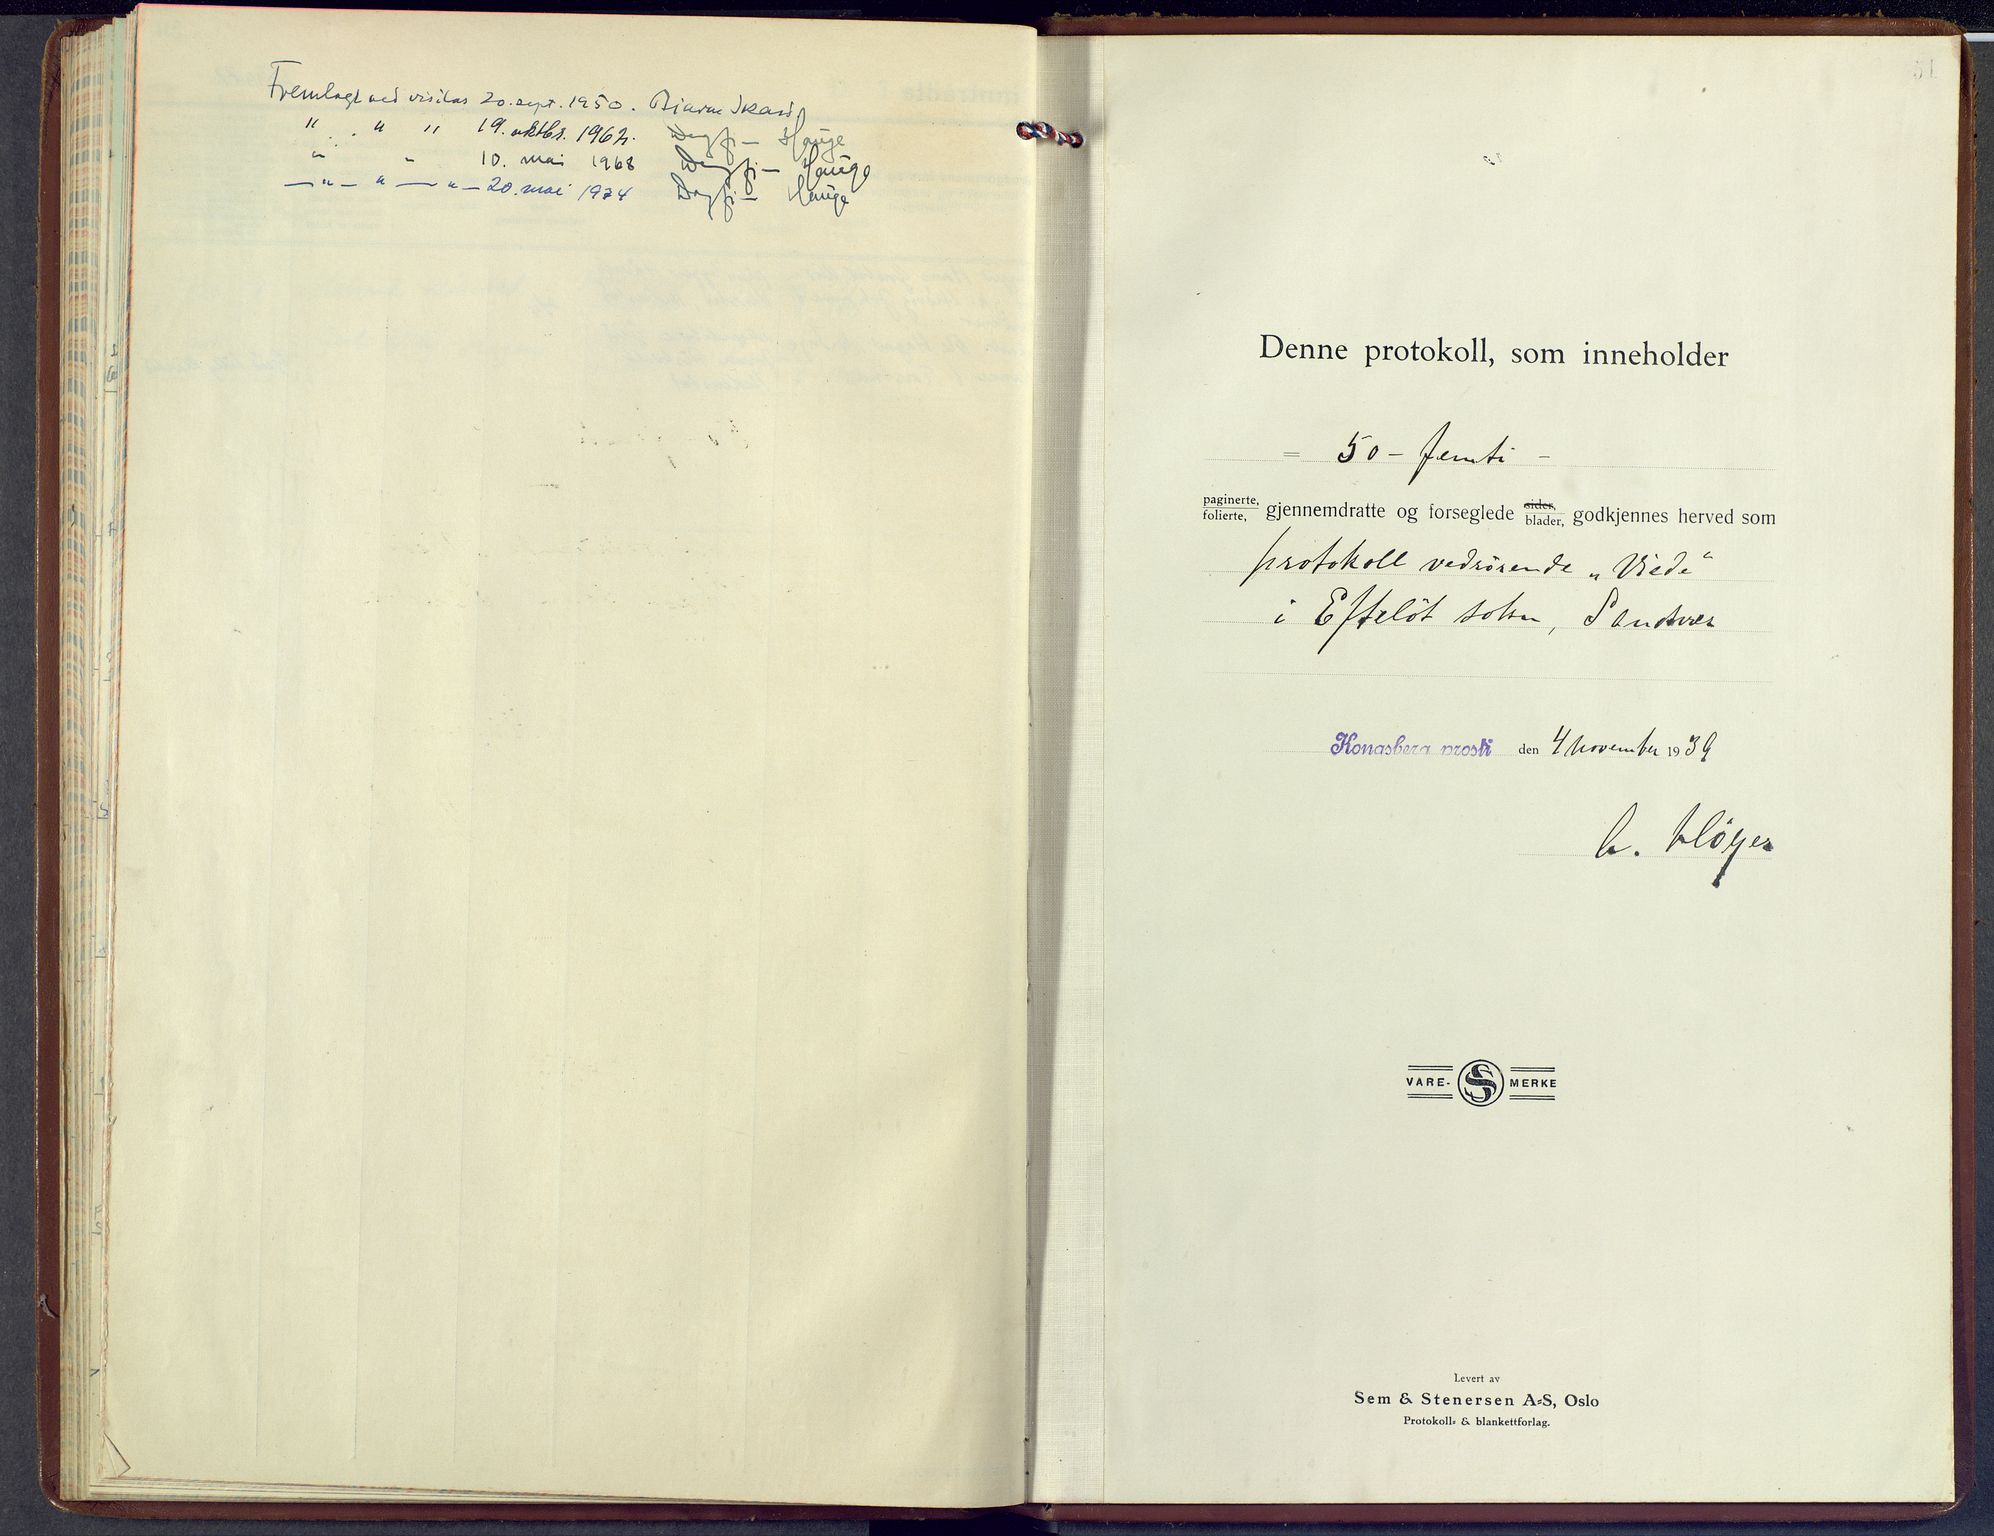 Fremlagt ved visitas 20. sept. 1950. Bjarne Skard
" " " 19. oktbr. 1962. Dagfinn Hauge
" " 10. mai 1968 Dagfinn Hauge
— " — " — " — 20. mai 1974 Dagfinn Hauge
51
Denne protokoll, som inneholder
= 50 - femti -
paginerte,
folierte, gjennemdratte og forseglede sider, blader, godkjennes herved som
protokoll vedrørende „Viede"
i Efteløt sokn, Sandsvær
Kongsberg prosti den 4 november 1939
VARE- S MERKE
Levert av
Sem & Stenersen A-S, Oslo
Protokoll- & blankettforlag.